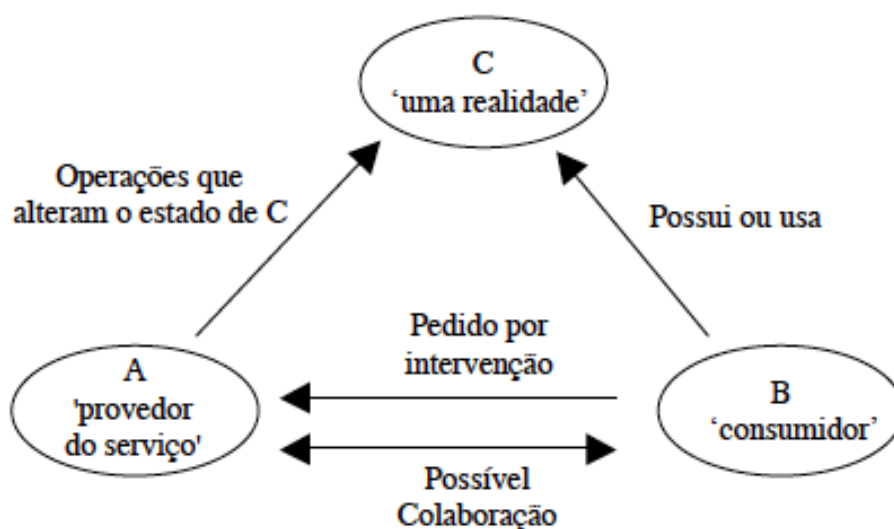 C
‘uma realidade’
Operações que
alteram o estado de C
Possui ou usa
Pedido por
intervenção
A
'provedor
do serviço'
B
‘consumidor’
Possível
Colaboração